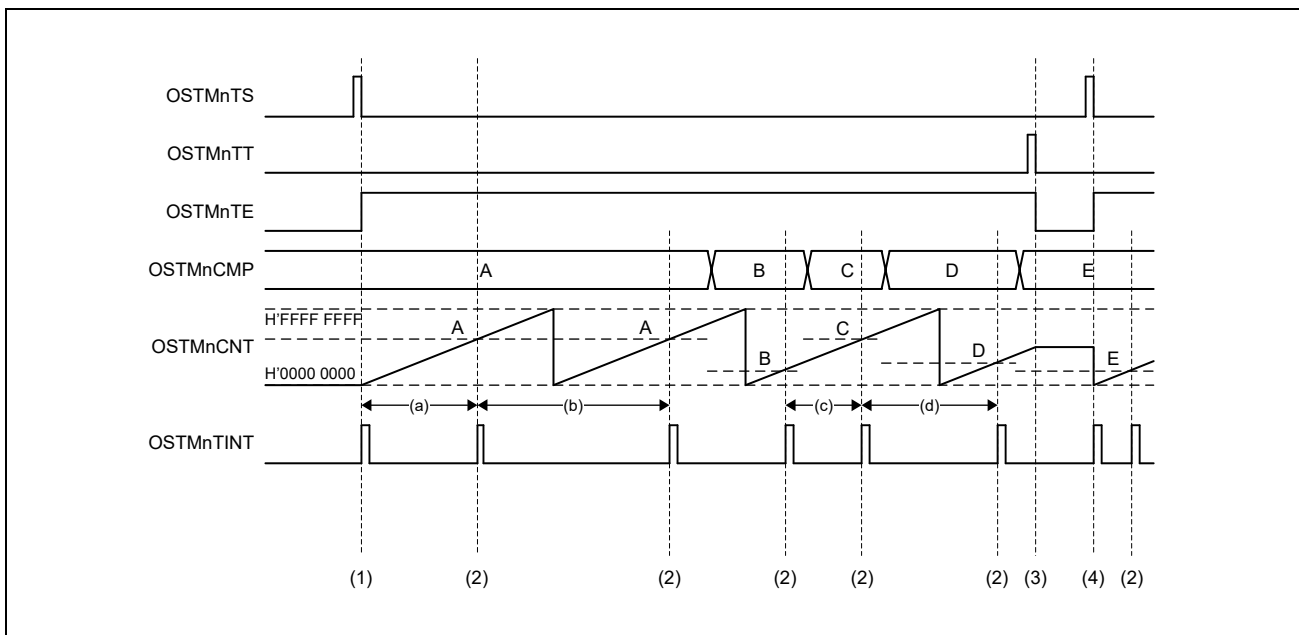 OSTMnTS
OSTMnTT
OSTMnTE
OSTMnCMP
A B C D E
H'FFFF FFFF
A A C
OSTMnCNT
B D E
H'0000 0000
(a) (b) (c) (d)
OSTMnTINT
(1) (2) (2) (2) (2) (2) (3) (4) (2)